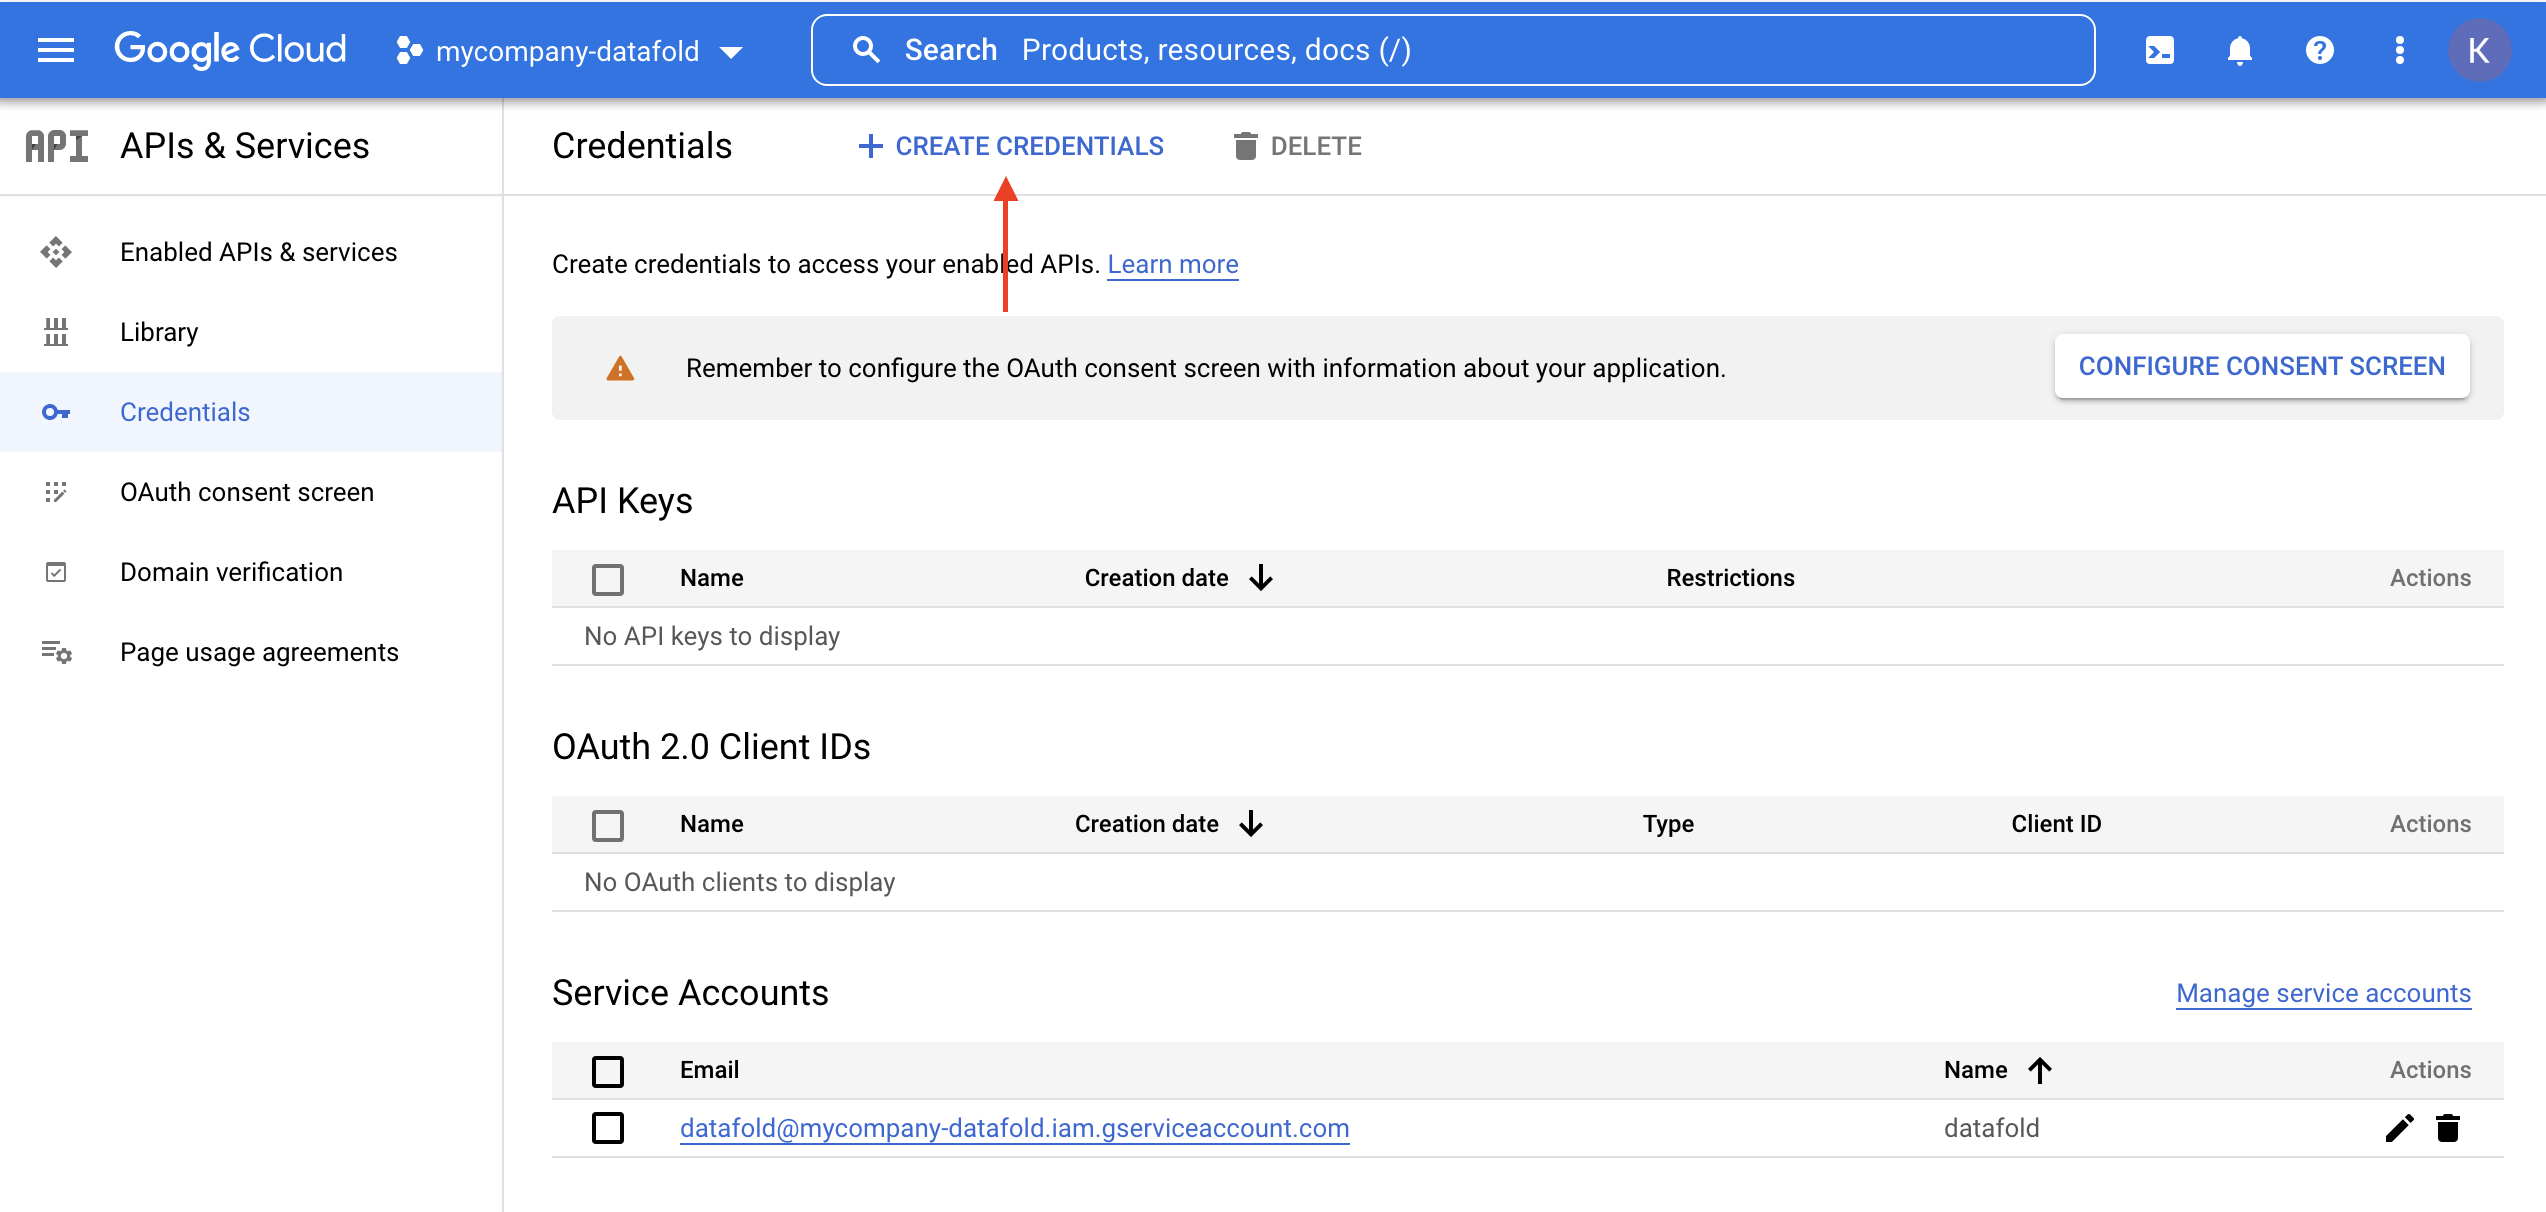 Google Cloud mycompany-datafold Search Products, resources, docs (/) K
API APIs & Services
Credentials + CREATE CREDENTIALS DELETE
Enabled APIs & services
Library
Credentials
OAuth consent screen
Domain verification
Page usage agreements
Create credentials to access your enabled APIs. Learn more
Remember to configure the OAuth consent screen with information about your application. CONFIGURE CONSENT SCREEN
API Keys
Name Creation date Restrictions Actions
No API keys to display
OAuth 2.0 Client IDs
Name Creation date Type Client ID Actions
No OAuth clients to display
Service Accounts Manage service accounts
Email Name Actions
datafold@mycompany-datafold.iam.gserviceaccount.com datafold